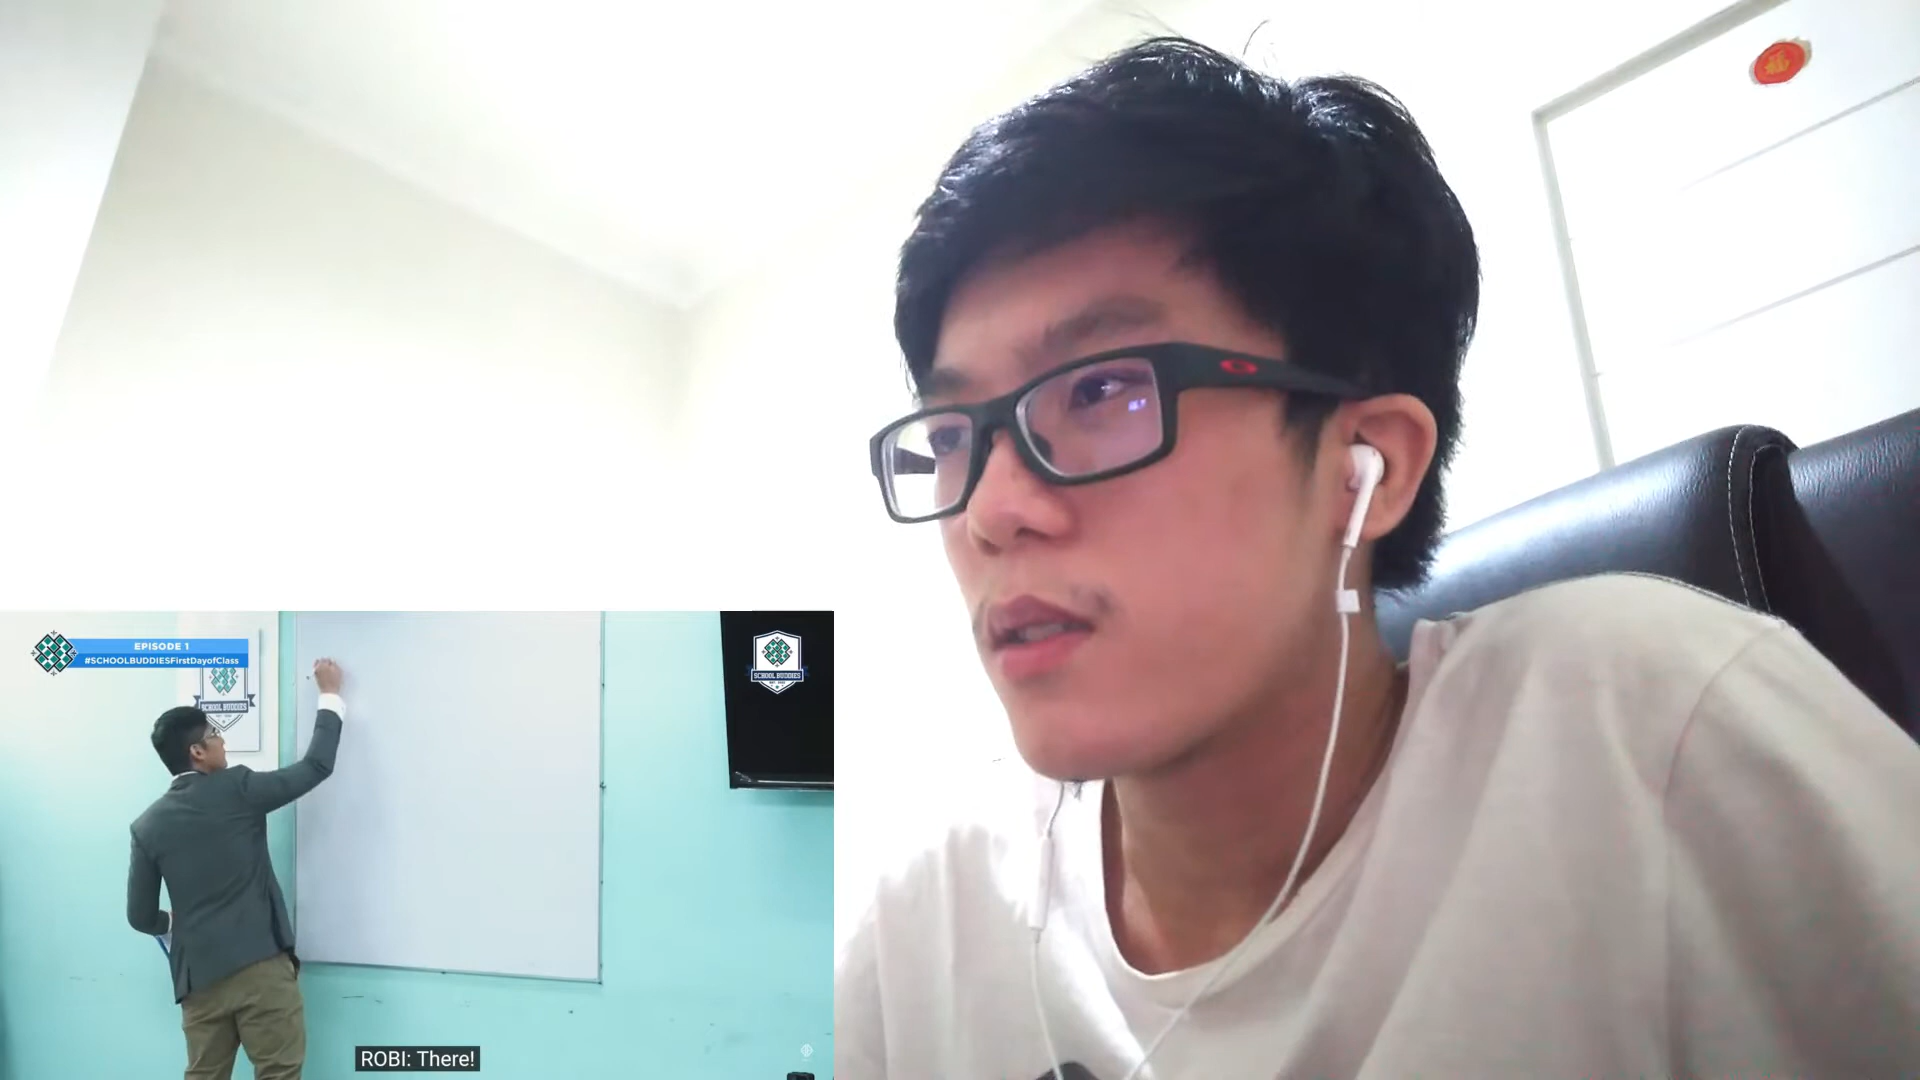 EPISODE 1
#SCHOOLBUDDIESFirstDayofClass
SCHOOL BUDDIES
SCHOOL BUDDIES
ROBI: There!